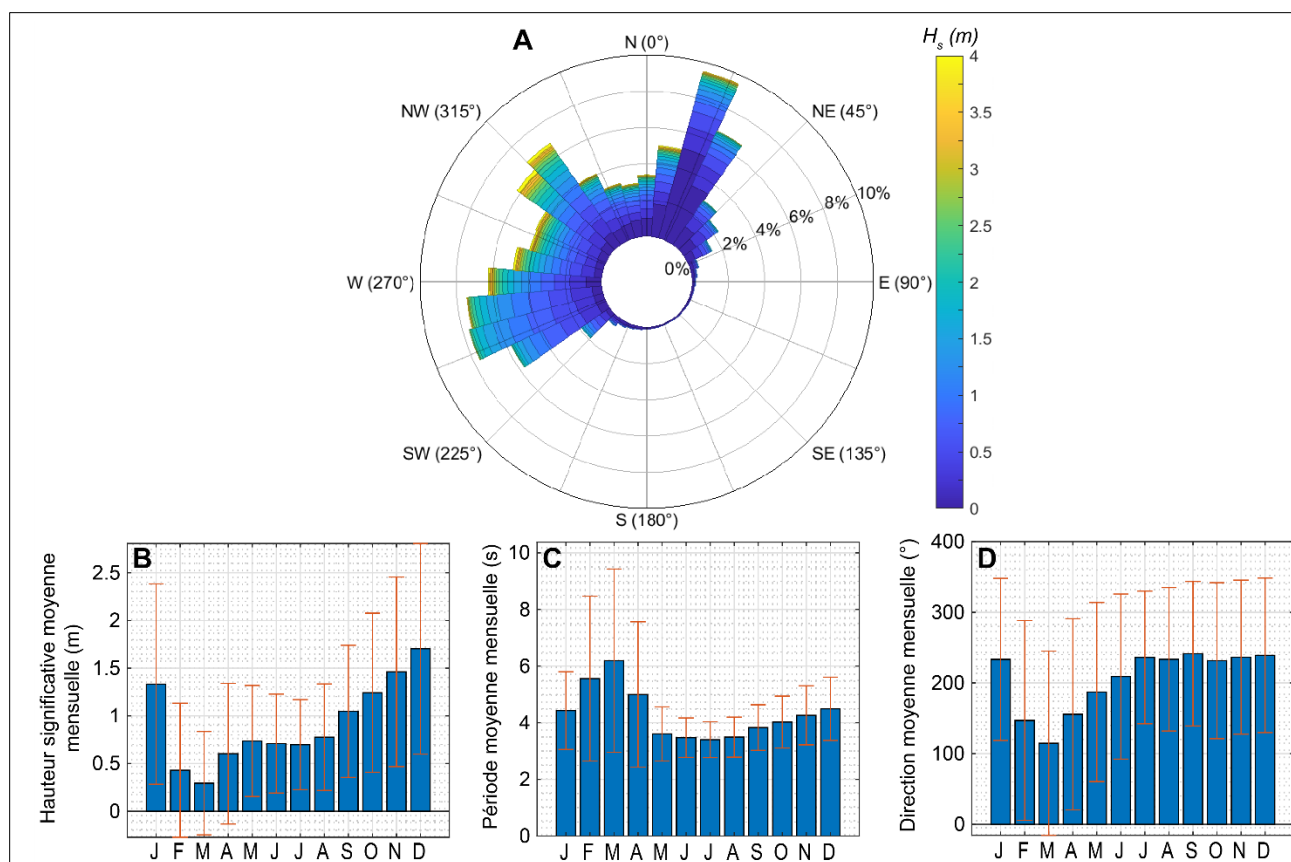 A
N (0°)
H_s (m)
NW (315°)
NE (45°)
W (270°)
E (90°)
0%
2%
4%
6%
8%
10%
SW (225°)
SE (135°)
S (180°)
4
3.5
3
2.5
2
1.5
1
0.5
0
B
Hauteur significative moyenne
mensuelle (m)
2.5
2
1.5
1
0.5
0
J F M A M J J A S O N D
C
Période moyenne mensuelle (s)
10
8
6
4
2
0
J F M A M J J A S O N D
D
Direction moyenne mensuelle (°)
400
300
200
100
0
J F M A M J J A S O N D